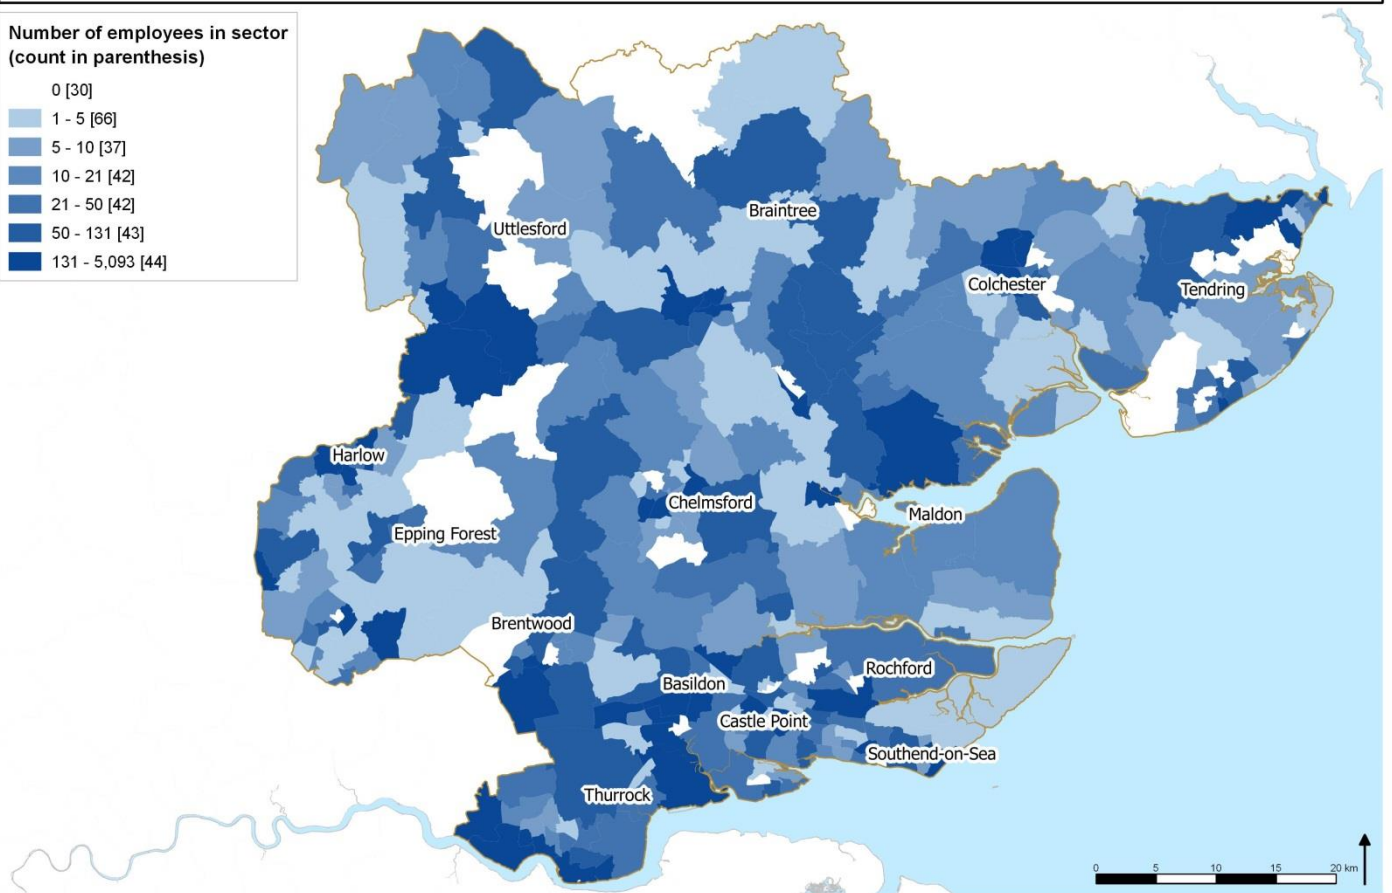 Number of employees in sector
(count in parenthesis)
0 [30]
1 - 5 [66]
5 - 10 [37]
10 - 21 [42]
21 - 50 [42]
50 - 131 [43]
131 - 5,093 [44]
Braintree
Uttlesford
Colchester
Tendring
Harlow
Chelmsford
Maldon
Epping Forest
Brentwood
Rochford
Basildon
Castle Point
Southend-on-Sea
Thurrock
0 5 10 15 20 km